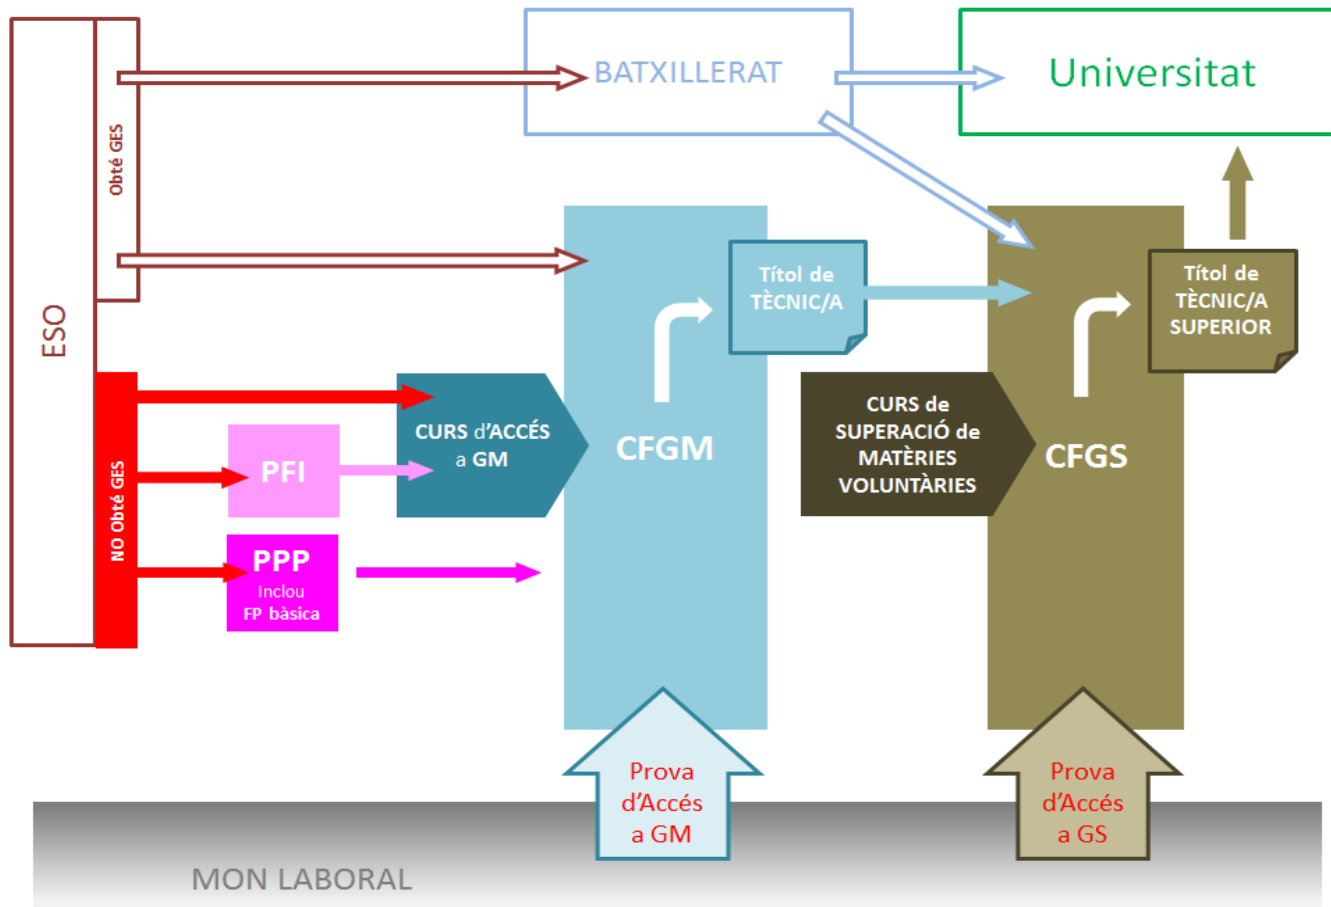 ESO
Obté GES
NO Obté GES
BATXILLERAT
Universitat
Títol de
TÈCNIC/A
Títol de
TÈCNIC/A
SUPERIOR
CURS d'ACCÉS
a GM
CFGM
CURS de
SUPERACIÓ de
MATÈRIES
VOLUNTÀRIES
CFGS
PFI
PPP
Inclou
FP bàsica
Prova
d'Accés
a GM
Prova
d'Accés
a GS
MON LABORAL